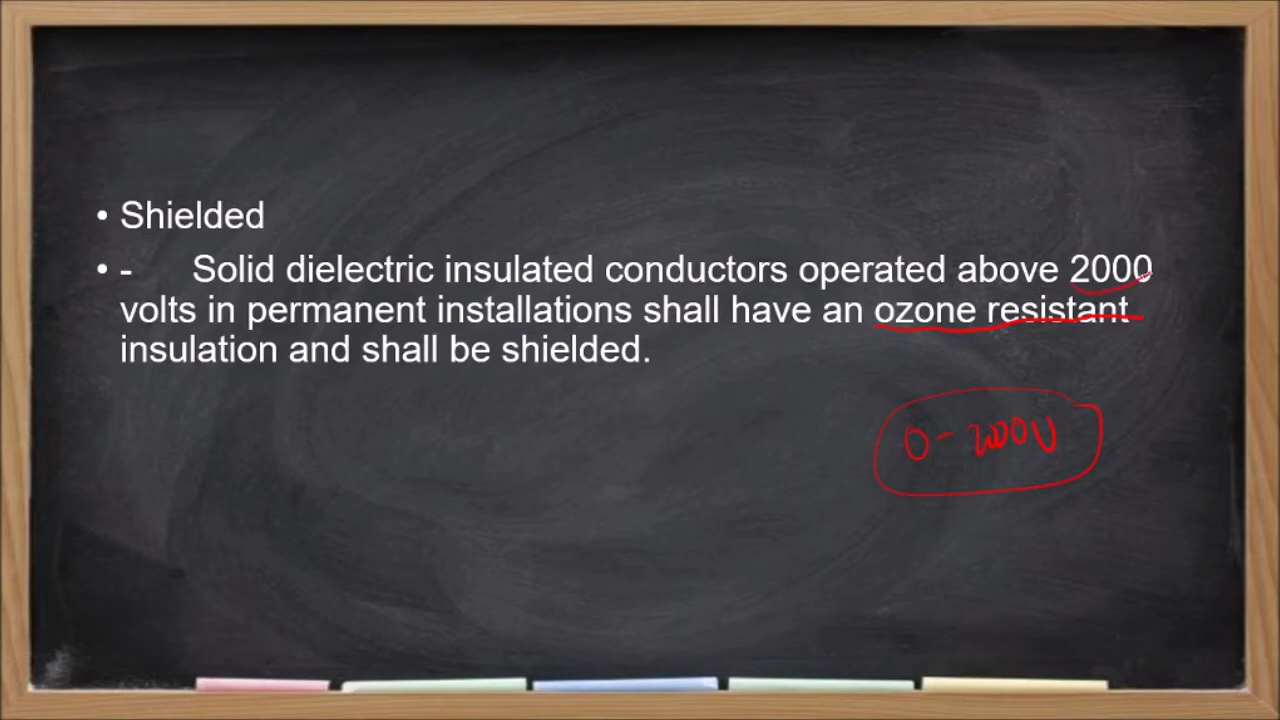 • Shielded
• - Solid dielectric insulated conductors operated above 2000
volts in permanent installations shall have an ozone resistant
insulation and shall be shielded.
0-2000V